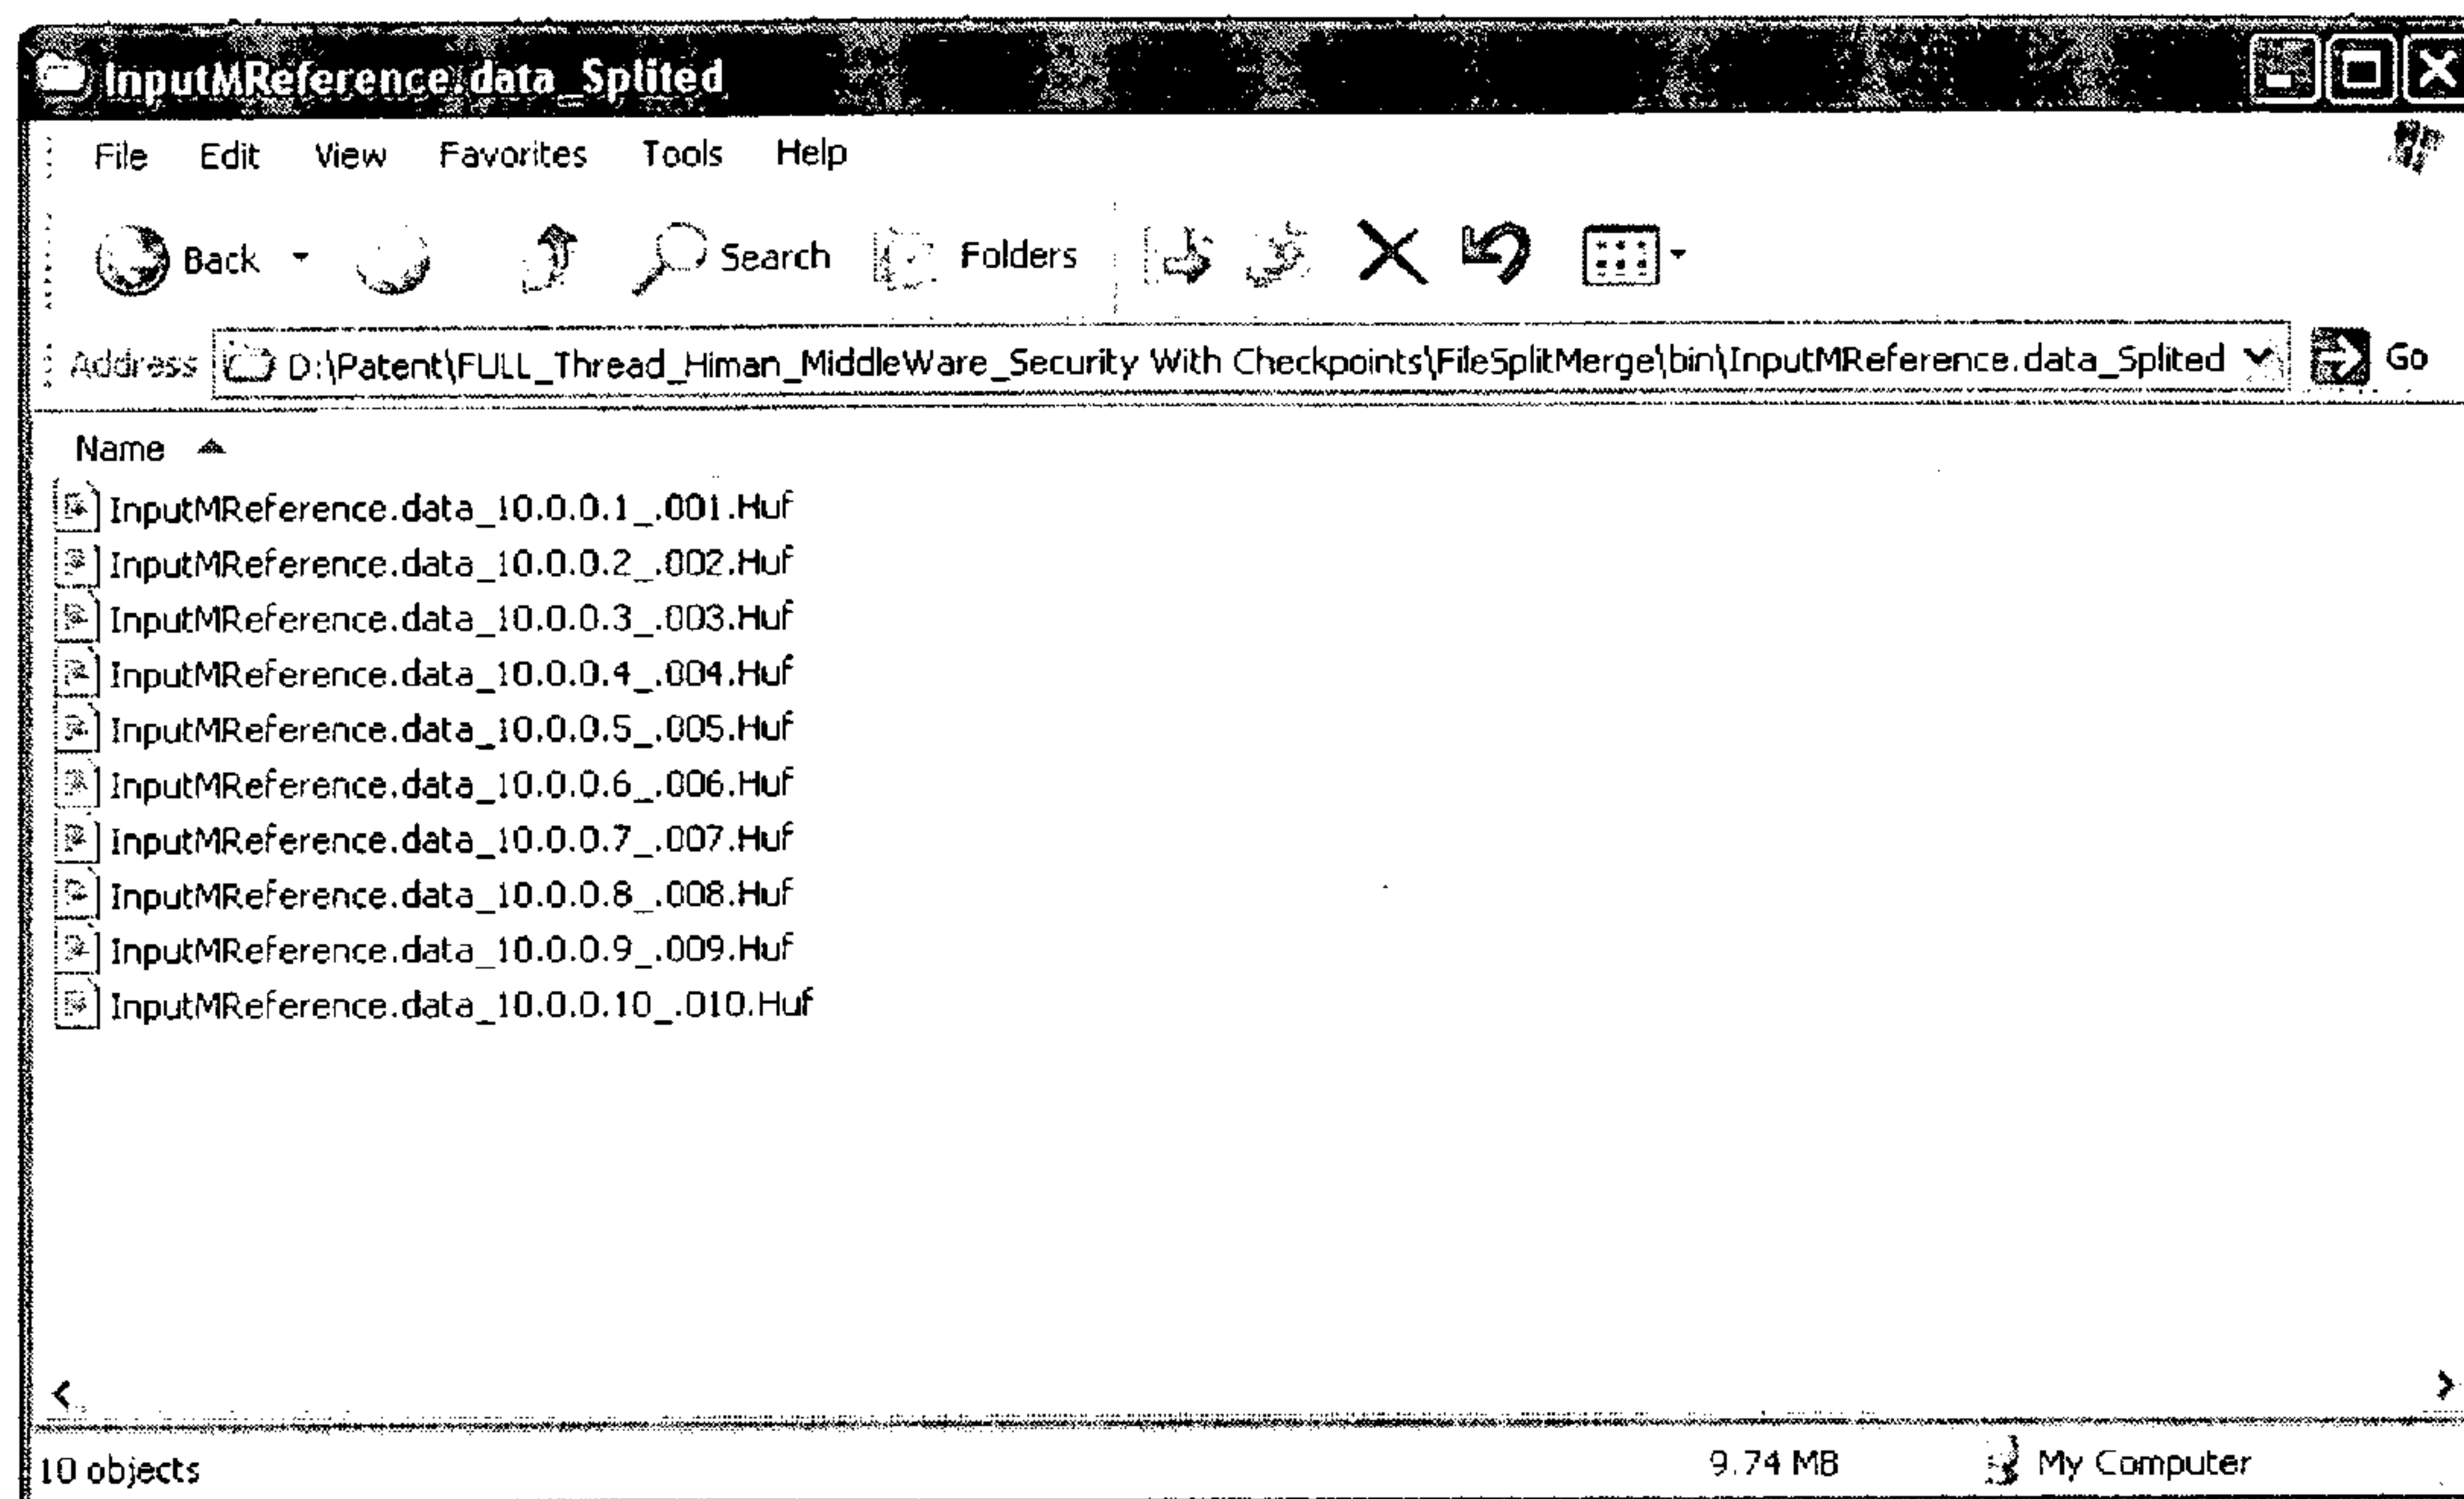 InputMReference.data_Splited
File Edit View Favorites Tools Help
Back Search Folders
Address D:\Patent\FULL_Thread_Himan_MiddleWare_Security With Checkpoints\FileSplitMerge\bin\InputMReference.data_Splited Go
Name
InputMReference.data_10.0.0.1_.001.Huf
InputMReference.data_10.0.0.2_.002.Huf
InputMReference.data_10.0.0.3_.003.Huf
InputMReference.data_10.0.0.4_.004.Huf
InputMReference.data_10.0.0.5_.005.Huf
InputMReference.data_10.0.0.6_.006.Huf
InputMReference.data_10.0.0.7_.007.Huf
InputMReference.data_10.0.0.8_.008.Huf
InputMReference.data_10.0.0.9_.009.Huf
InputMReference.data_10.0.0.10_.010.Huf
10 objects 9.74 MB My Computer